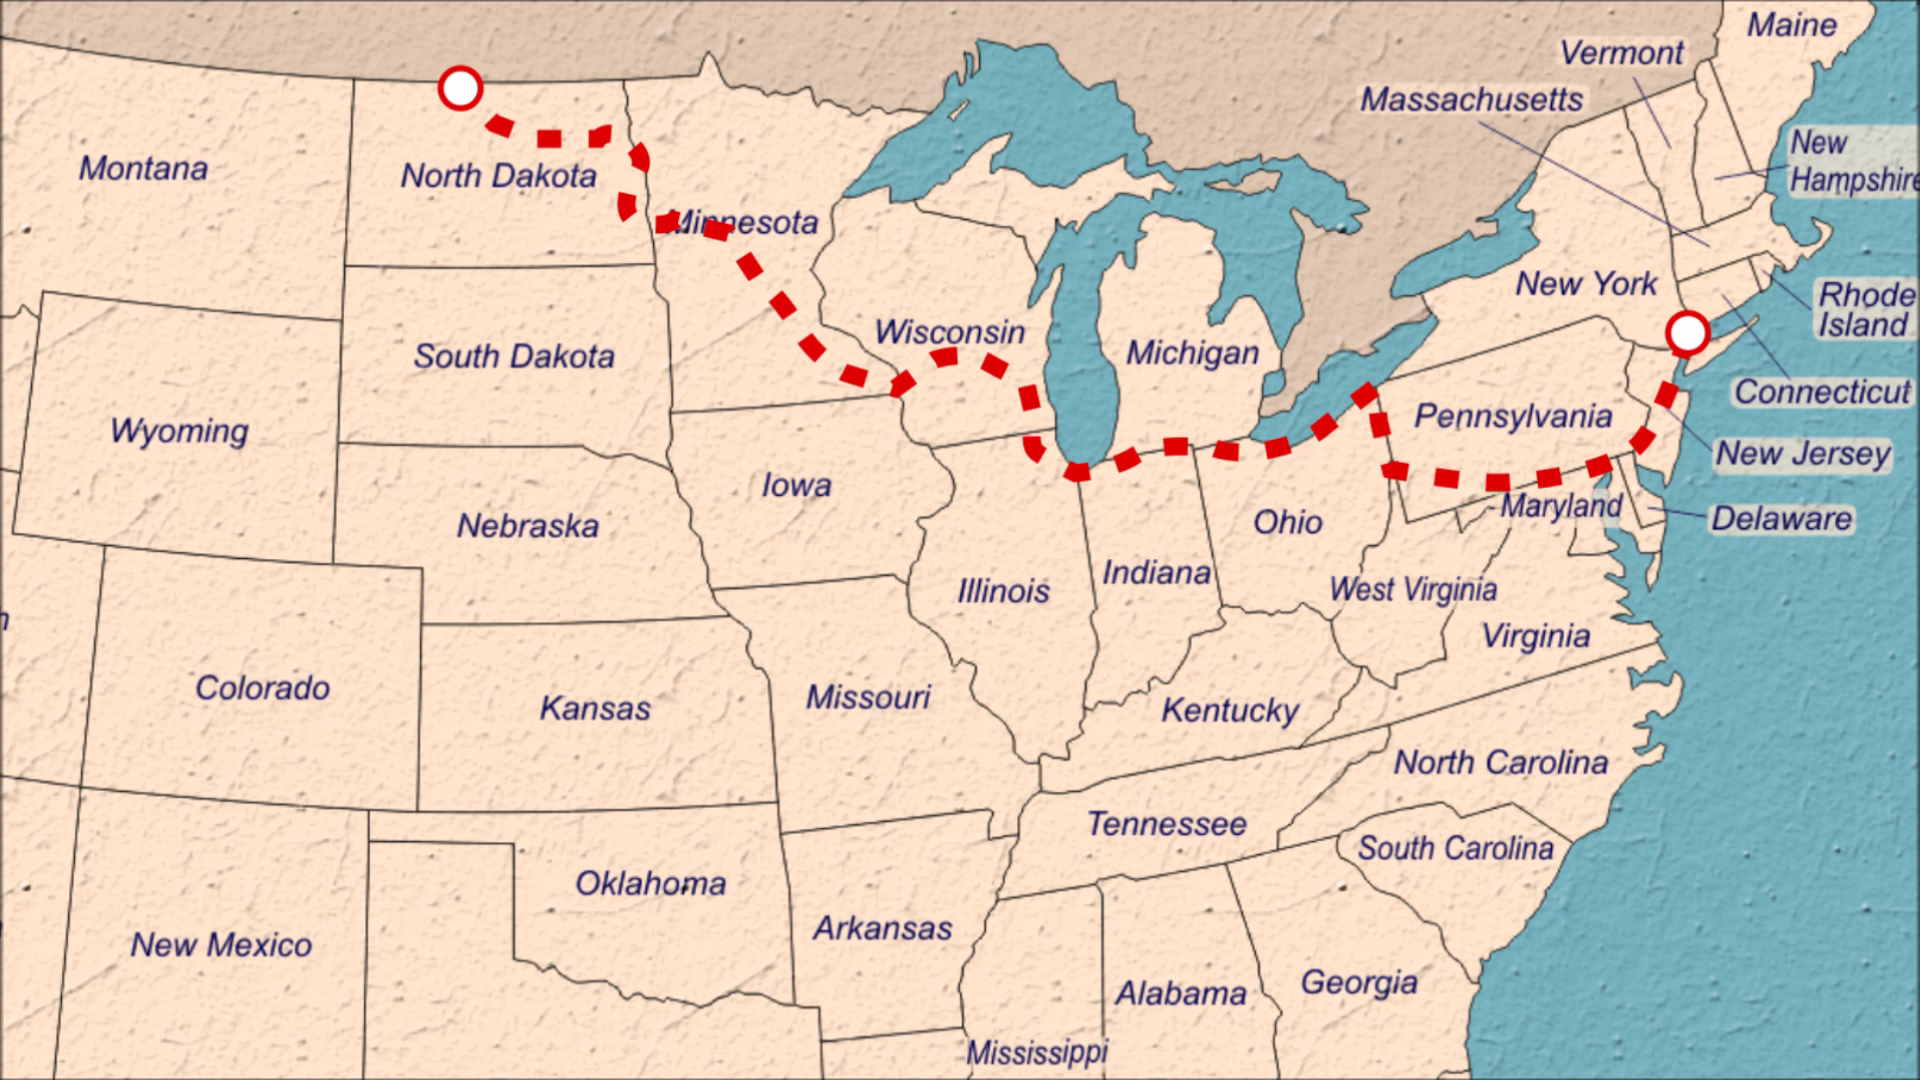 Maine
Vermont
Massachusetts
New
Hampshire
Montana
North Dakota
Minnesota
New York
Rhode
Island
Wisconsin
Michigan
South Dakota
Connecticut
Pennsylvania
Wyoming
New Jersey
Iowa
Maryland
Delaware
Nebraska
Ohio
Indiana
Illinois
West Virginia
Virginia
Colorado
Kansas
Missouri
Kentucky
North Carolina
Tennessee
South Carolina
Oklahoma
Arkansas
New Mexico
Georgia
Alabama
Mississippi